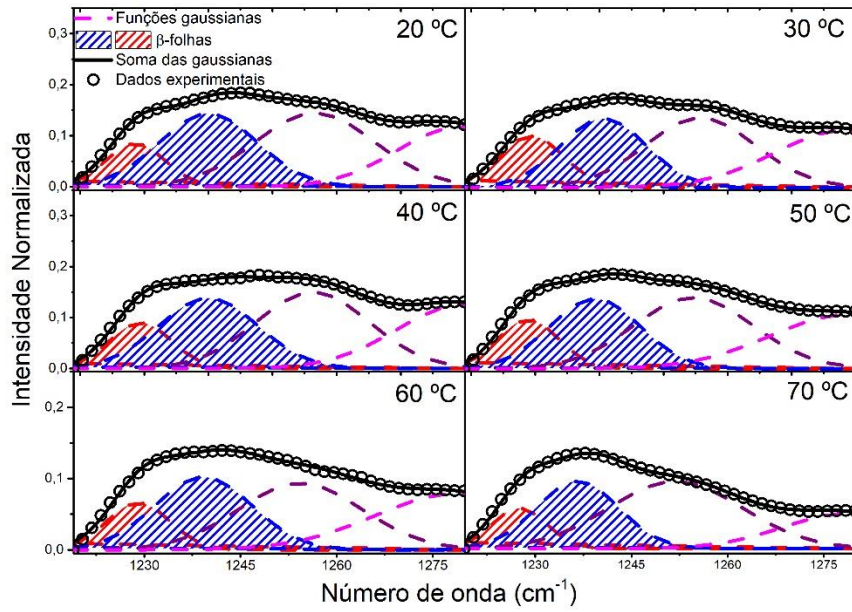 Funções gaussianas
β-folhas
Soma das gaussianas
Dados experimentais
20 ºC
30 ºC
0,3
0,2
0,1
0,0
40 ºC
50 ºC
0,3
0,2
0,1
0,0
60 ºC
70 ºC
0,2
0,1
0,0
1230 1245 1260 1275 1230 1245 1260 1275
Intensidade Normalizada
Número de onda (cm-1)